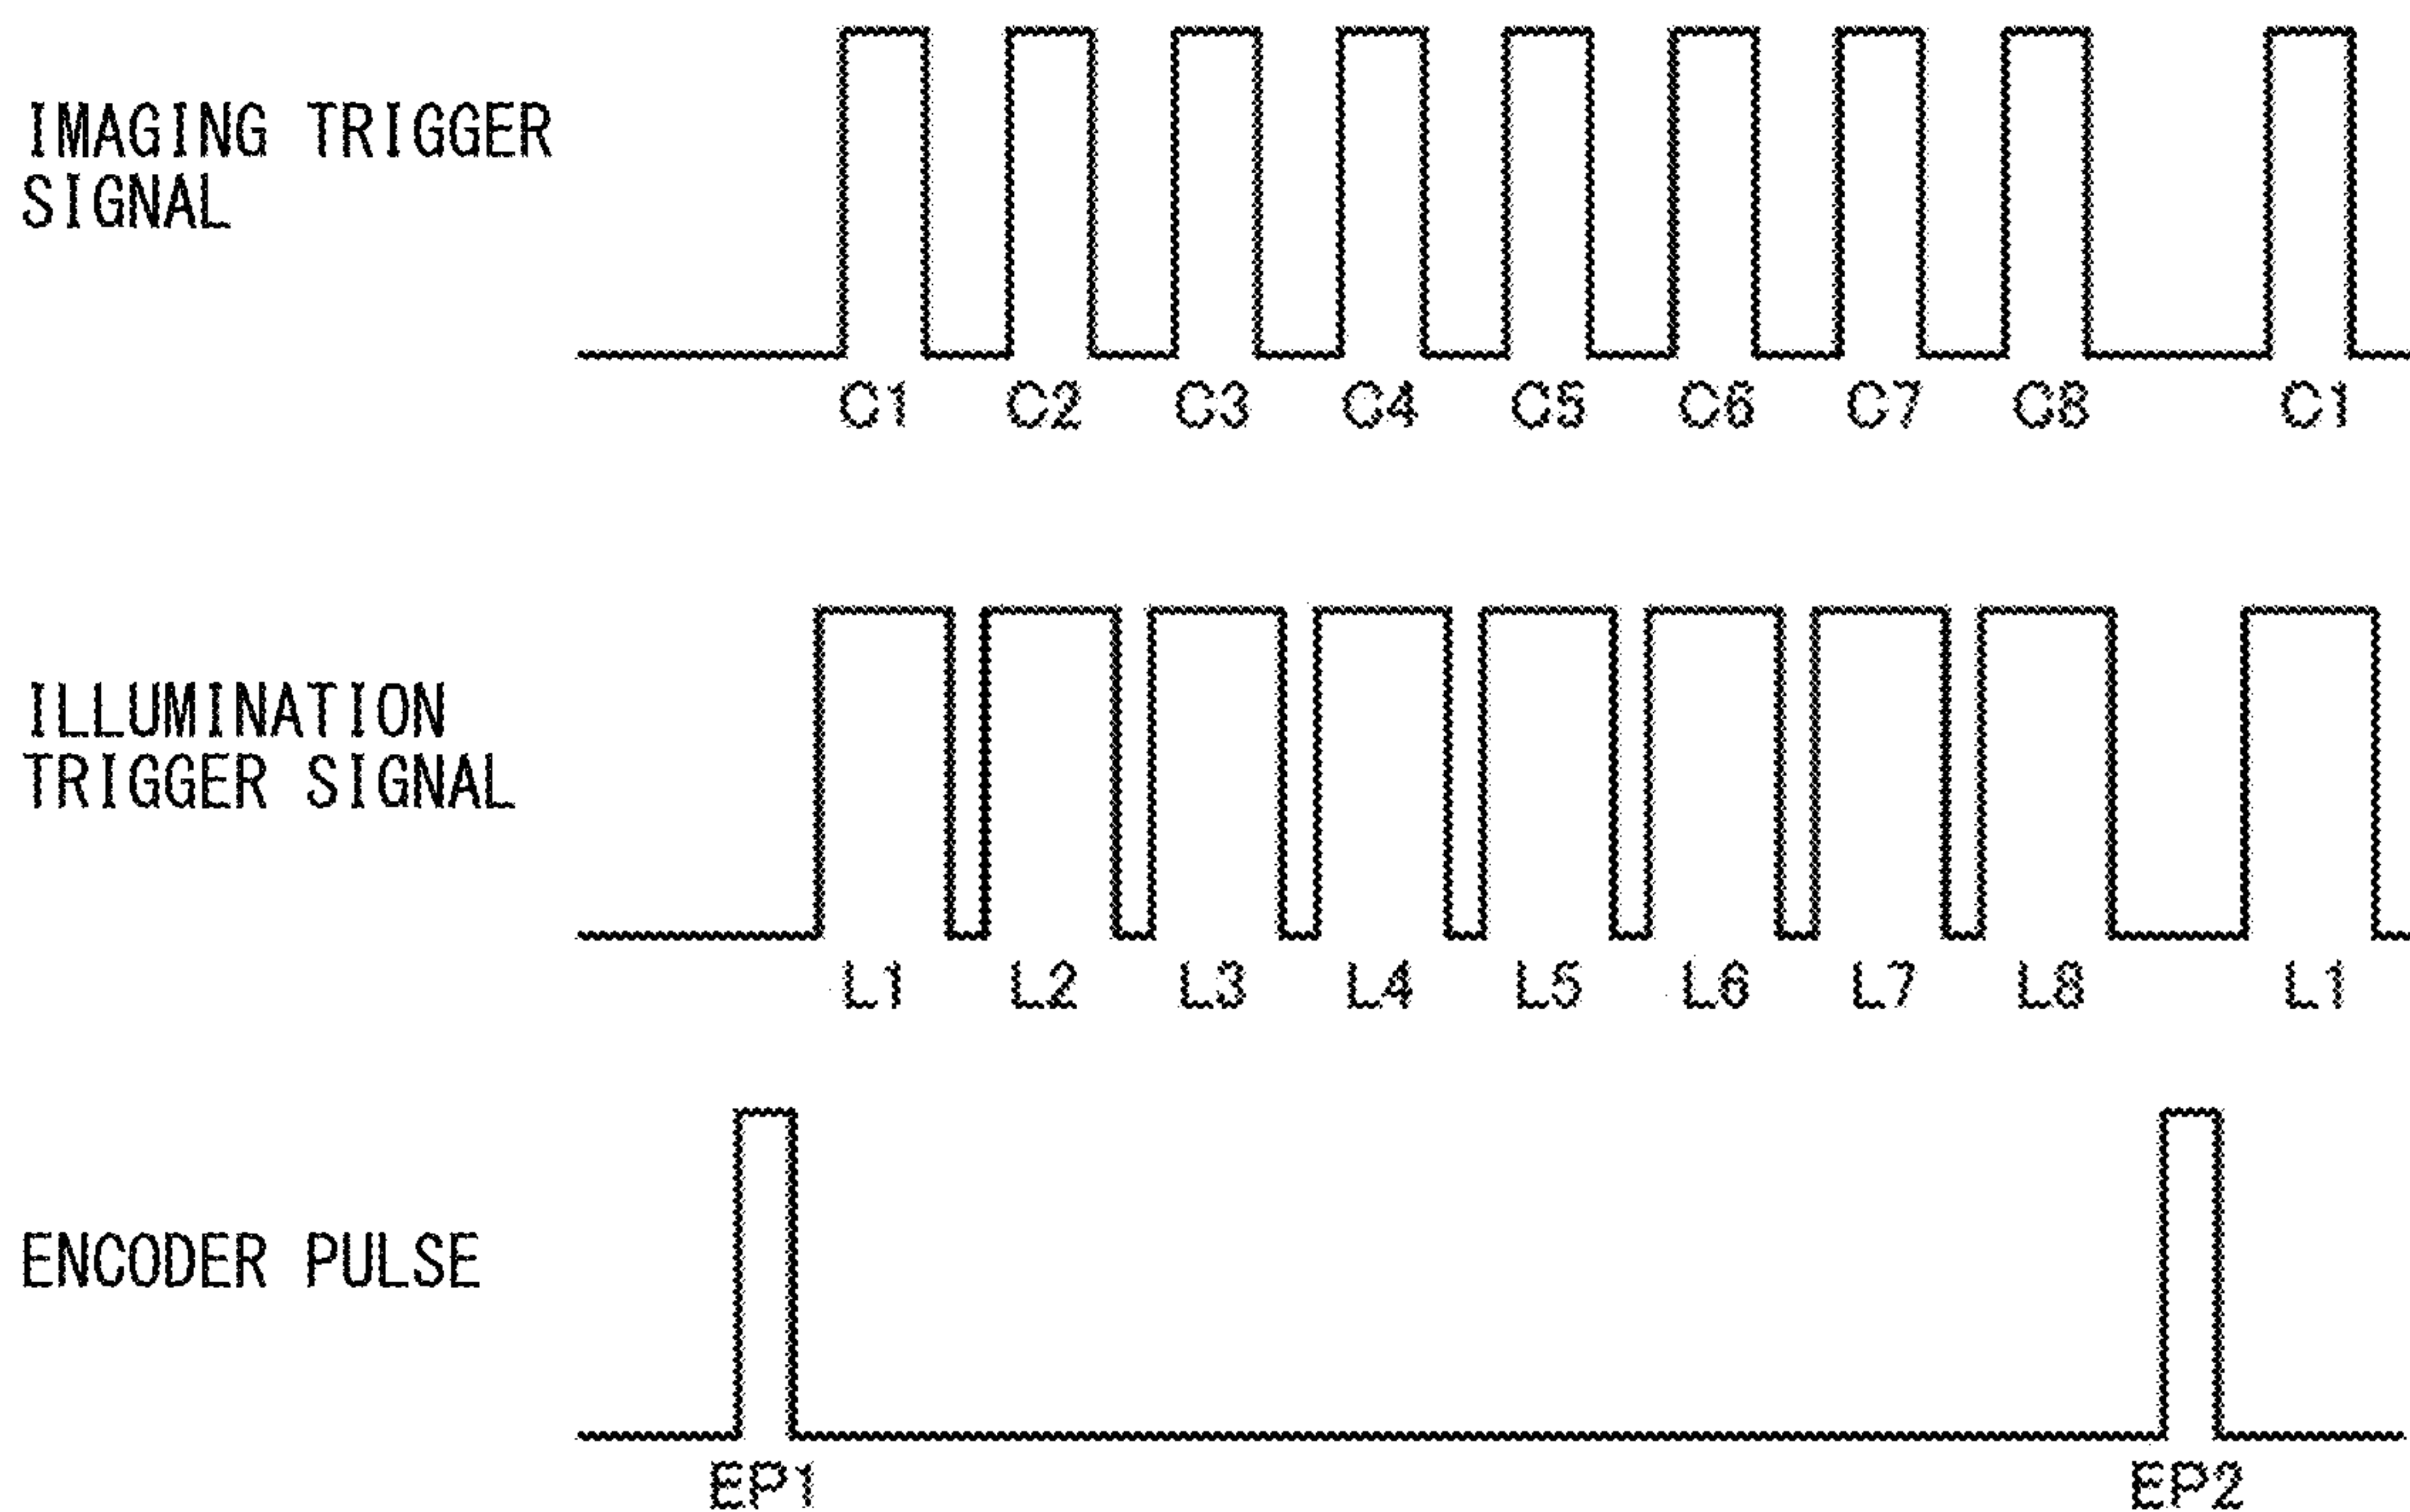 IMAGING TRIGGER
SIGNAL
C1 C2 C3 C4 C5 C6 C7 C8 C1
ILLUMINATION
TRIGGER SIGNAL
L1 L2 L3 L4 L5 L6 L7 L8 L1
ENCODER PULSE
EP1 EP2